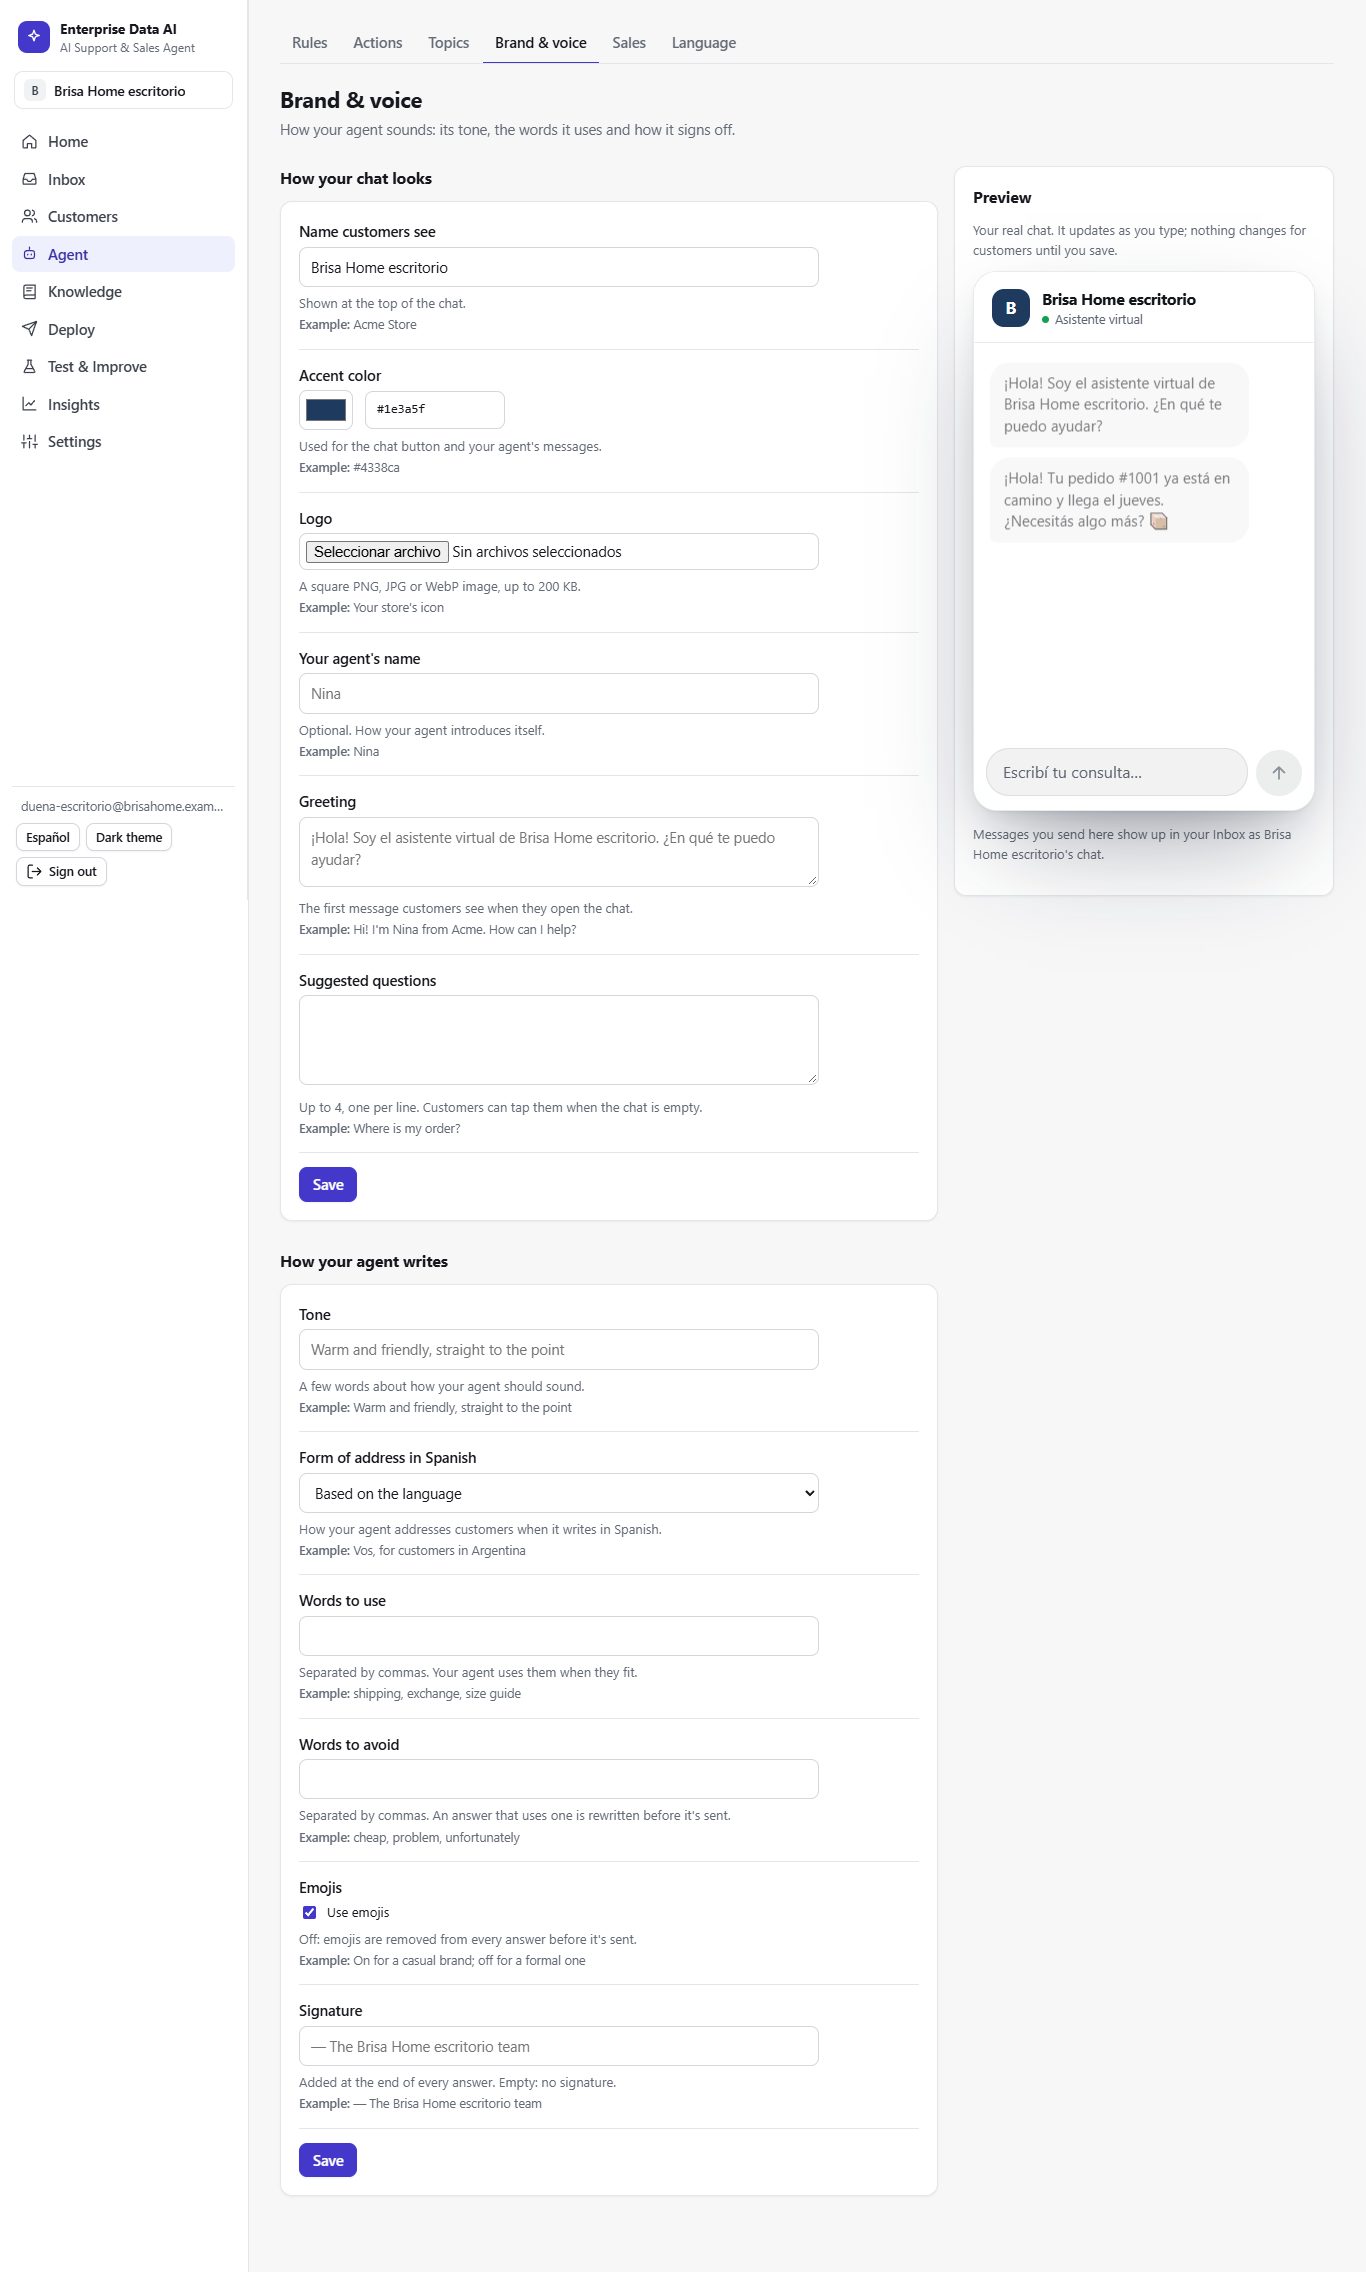 Enterprise Data AI
AI Support & Sales Agent
B Brisa Home escritorio
Home
Inbox
Customers
Agent
Knowledge
Deploy
Test & Improve
Insights
Settings
duena-escritorio@brisahome.exam...
Español Dark theme
Sign out
Rules Actions Topics Brand & voice Sales Language
Brand & voice
How your agent sounds: its tone, the words it uses and how it signs off.
How your chat looks
Name customers see
Brisa Home escritorio
Shown at the top of the chat.
Example: Acme Store
Accent color
#1e3a5f
Used for the chat button and your agent's messages.
Example: #4338ca
Logo
Seleccionar archivo Sin archivos seleccionados
A square PNG, JPG or WebP image, up to 200 KB.
Example: Your store's icon
Your agent's name
Nina
Optional. How your agent introduces itself.
Example: Nina
Greeting
¡Hola! Soy el asistente virtual de Brisa Home escritorio. ¿En qué te puedo
ayudar?
The first message customers see when they open the chat.
Example: Hi! I'm Nina from Acme. How can I help?
Suggested questions
Up to 4, one per line. Customers can tap them when the chat is empty.
Example: Where is my order?
Save
How your agent writes
Tone
Warm and friendly, straight to the point
A few words about how your agent should sound.
Example: Warm and friendly, straight to the point
Form of address in Spanish
Based on the language
How your agent addresses customers when it writes in Spanish.
Example: Vos, for customers in Argentina
Words to use
Separated by commas. Your agent uses them when they fit.
Example: shipping, exchange, size guide
Words to avoid
Separated by commas. An answer that uses one is rewritten before it's sent.
Example: cheap, problem, unfortunately
Emojis
Use emojis
Off: emojis are removed from every answer before it's sent.
Example: On for a casual brand; off for a formal one
Signature
— The Brisa Home escritorio team
Added at the end of every answer. Empty: no signature.
Example: — The Brisa Home escritorio team
Save
Preview
Your real chat. It updates as you type; nothing changes for
customers until you save.
B Brisa Home escritorio
Asistente virtual
¡Hola! Soy el asistente virtual de
Brisa Home escritorio. ¿En qué te
puedo ayudar?
¡Hola! Tu pedido #1001 ya está en
camino y llega el jueves.
¿Necesitás algo más? 📦
Escribí tu consulta...
Messages you send here show up in your Inbox as Brisa
Home escritorio's chat.